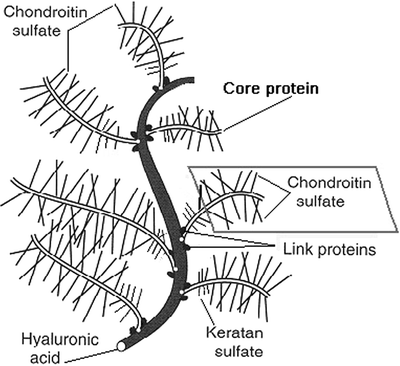 Chondroitin
sulfate
Core protein
Chondroitin
sulfate
Link proteins
Keratan
sulfate
Hyaluronic
acid